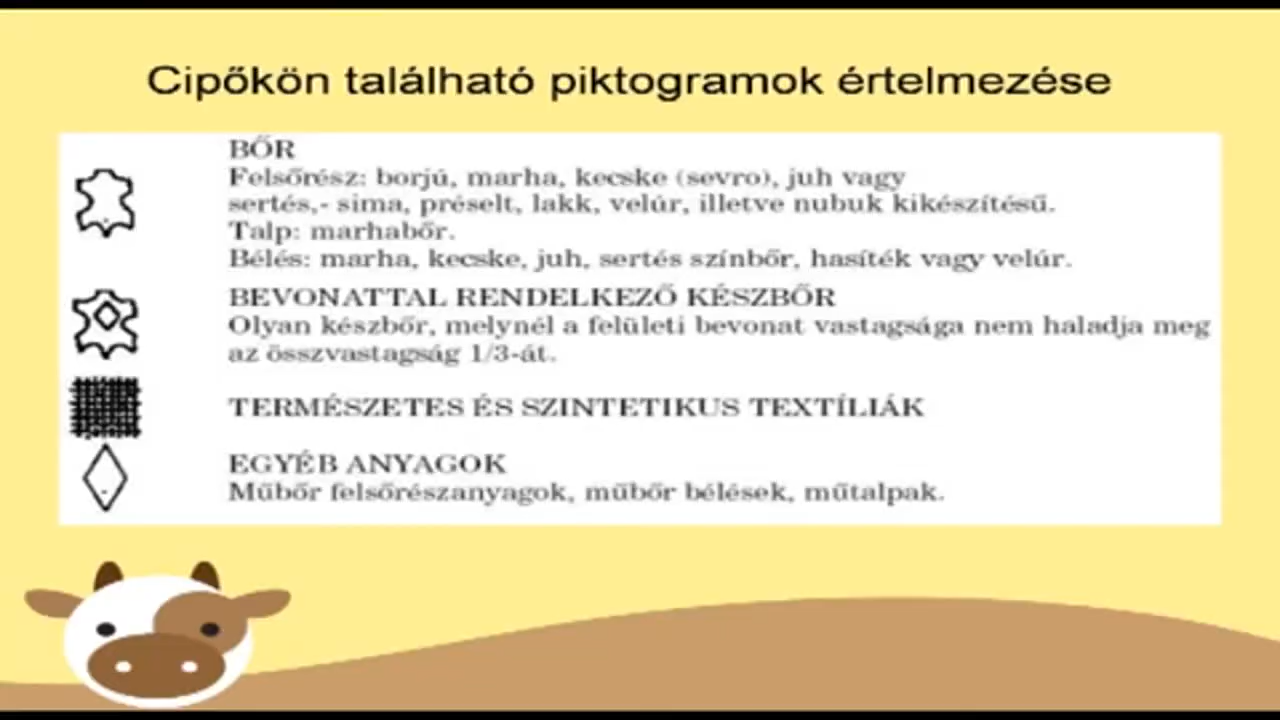 Cipőkön található piktogramok értelmezése
BŐR
Felsőrész: borjú, marha, kecske (sevro), juh vagy
sertés,- sima, préselt, lakk, velúr, illetve nubuk kikészítésű.
Talp: marhabőr.
Bélés: marha, kecske, juh, sertés színbőr, hasíték vagy velúr.
BEVONATTAL RENDELKEZŐ KÉSZBŐR
Olyan készbőr, melynél a felületi bevonat vastagsága nem haladja meg
az összvastagság 1/3-át.
TERMÉSZETES ÉS SZINTETIKUS TEXTÍLIÁK
EGYÉB ANYAGOK
Műbőr felsőrészanyagok, műbőr bélések, műtalpak.